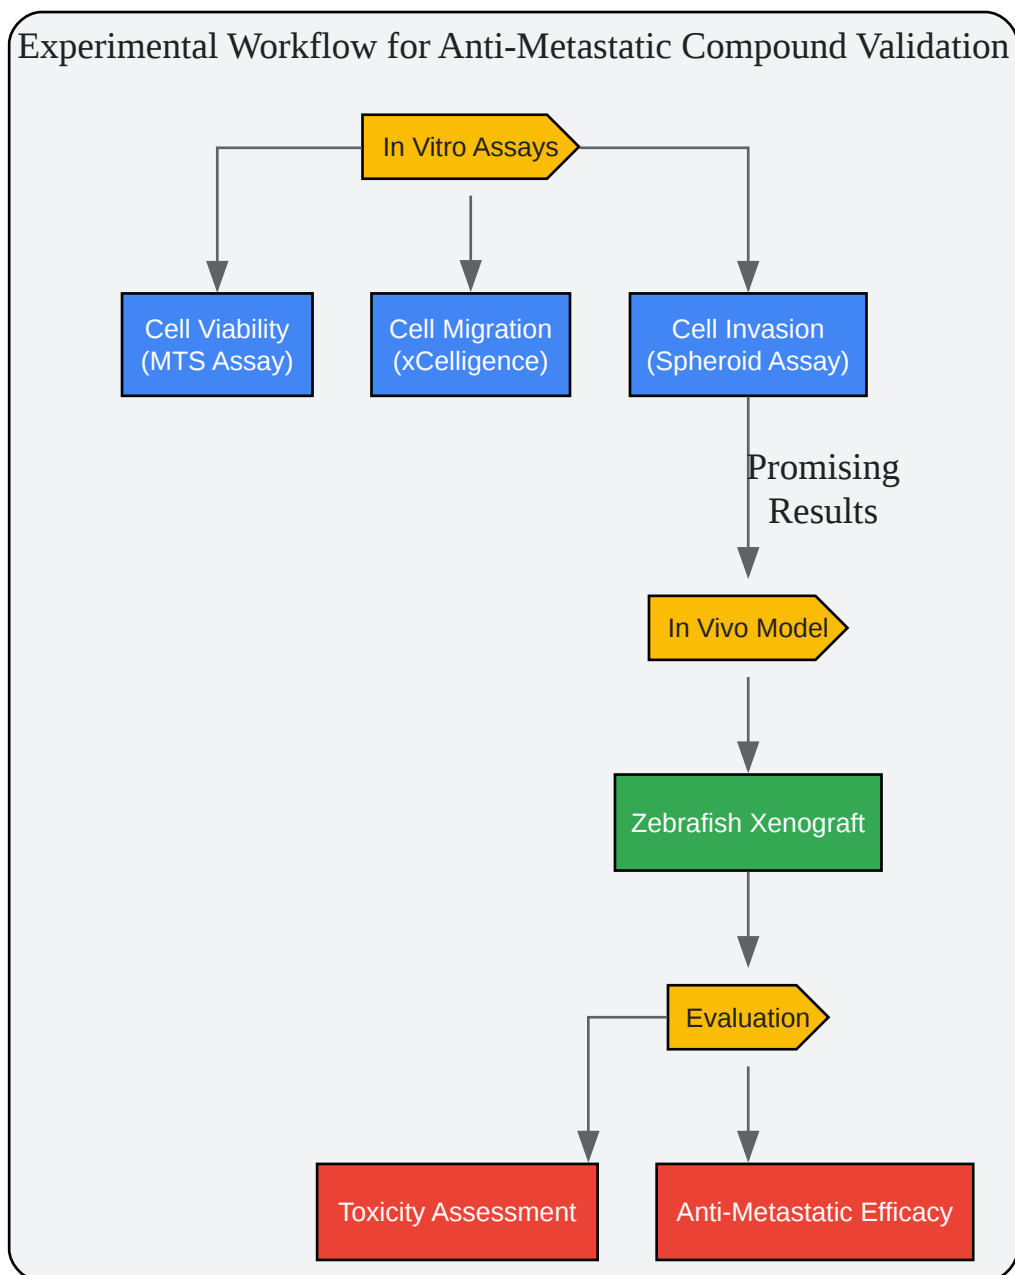 Experimental Workflow for Anti-Metastatic Compound Validation
In Vitro Assays
Cell Viability
(MTS Assay)
Cell Migration
(xCelligence)
Cell Invasion
(Spheroid Assay)
Promising
Results
In Vivo Model
Zebrafish Xenograft
Evaluation
Toxicity Assessment
Anti-Metastatic Efficacy